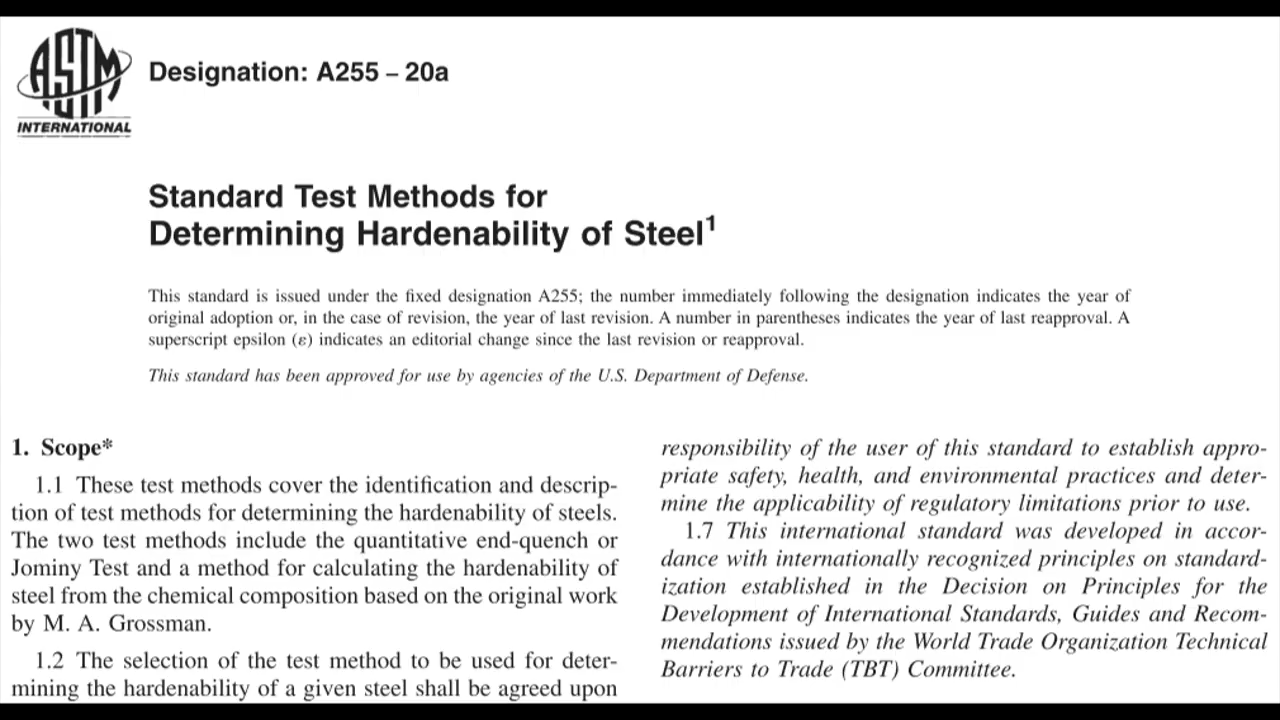 ASTM
INTERNATIONAL
Designation: A255 – 20a
Standard Test Methods for
Determining Hardenability of Steel1
This standard is issued under the fixed designation A255; the number immediately following the designation indicates the year of
original adoption or, in the case of revision, the year of last revision. A number in parentheses indicates the year of last reapproval. A
superscript epsilon (ε) indicates an editorial change since the last revision or reapproval.
This standard has been approved for use by agencies of the U.S. Department of Defense.
1. Scope*
1.1 These test methods cover the identification and descrip-
tion of test methods for determining the hardenability of steels.
The two test methods include the quantitative end-quench or
Jominy Test and a method for calculating the hardenability of
steel from the chemical composition based on the original work
by M. A. Grossman.
1.2 The selection of the test method to be used for deter-
mining the hardenability of a given steel shall be agreed upon
responsibility of the user of this standard to establish appro-
priate safety, health, and environmental practices and deter-
mine the applicability of regulatory limitations prior to use.
1.7 This international standard was developed in accor-
dance with internationally recognized principles on standard-
ization established in the Decision on Principles for the
Development of International Standards, Guides and Recom-
mendations issued by the World Trade Organization Technical
Barriers to Trade (TBT) Committee.